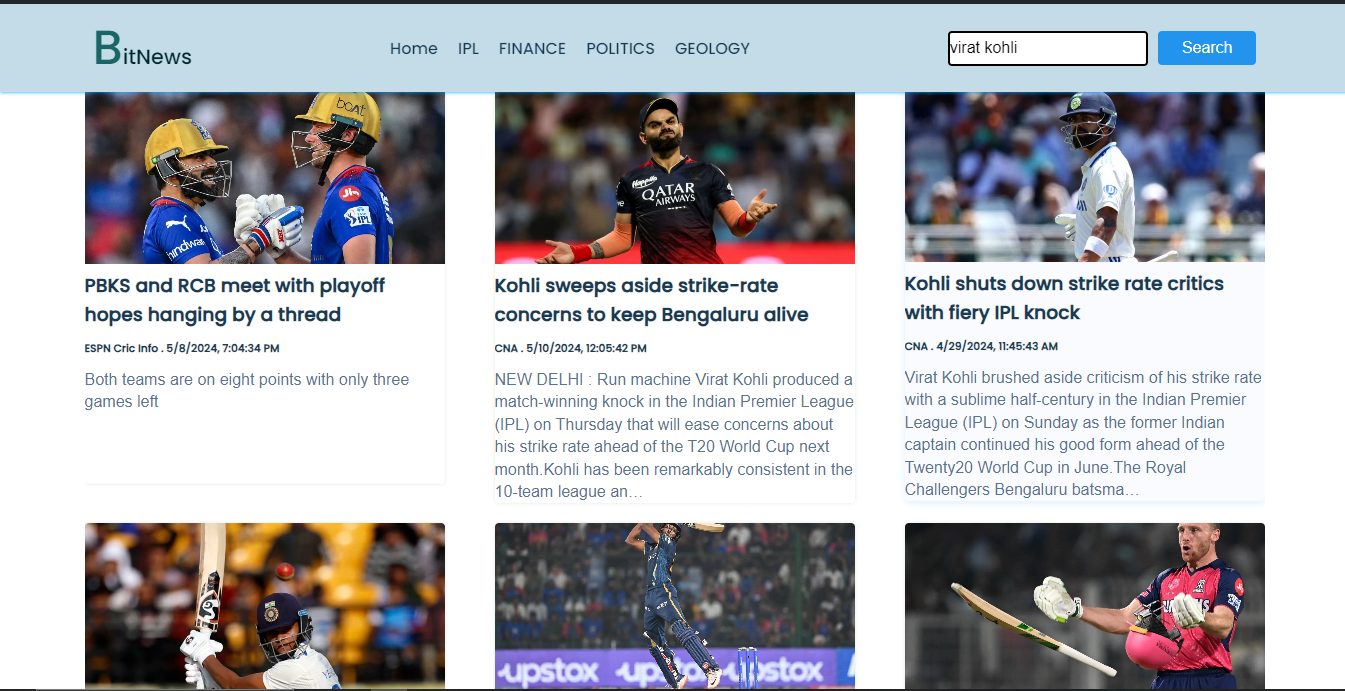 BitNews
Home IPL FINANCE POLITICS GEOLOGY
virat kohli
Search
boAt
hindwa
IPL
QATAR
AIRWAYS
PBKS and RCB meet with playoff
hopes hanging by a thread
ESPN Cric Info . 5/8/2024, 7:04:34 PM
Both teams are on eight points with only three
games left
Kohli sweeps aside strike-rate
concerns to keep Bengaluru alive
CNA . 5/10/2024, 12:05:42 PM
NEW DELHI : Run machine Virat Kohli produced a
match-winning knock in the Indian Premier League
(IPL) on Thursday that will ease concerns about
his strike rate ahead of the T20 World Cup next
month.Kohli has been remarkably consistent in the
10-team league an…
Kohli shuts down strike rate critics
with fiery IPL knock
CNA . 4/29/2024, 11:45:43 AM
Virat Kohli brushed aside criticism of his strike rate
with a sublime half-century in the Indian Premier
League (IPL) on Sunday as the former Indian
captain continued his good form ahead of the
Twenty20 World Cup in June.The Royal
Challengers Bengaluru batsma…
upstox upstox upstox